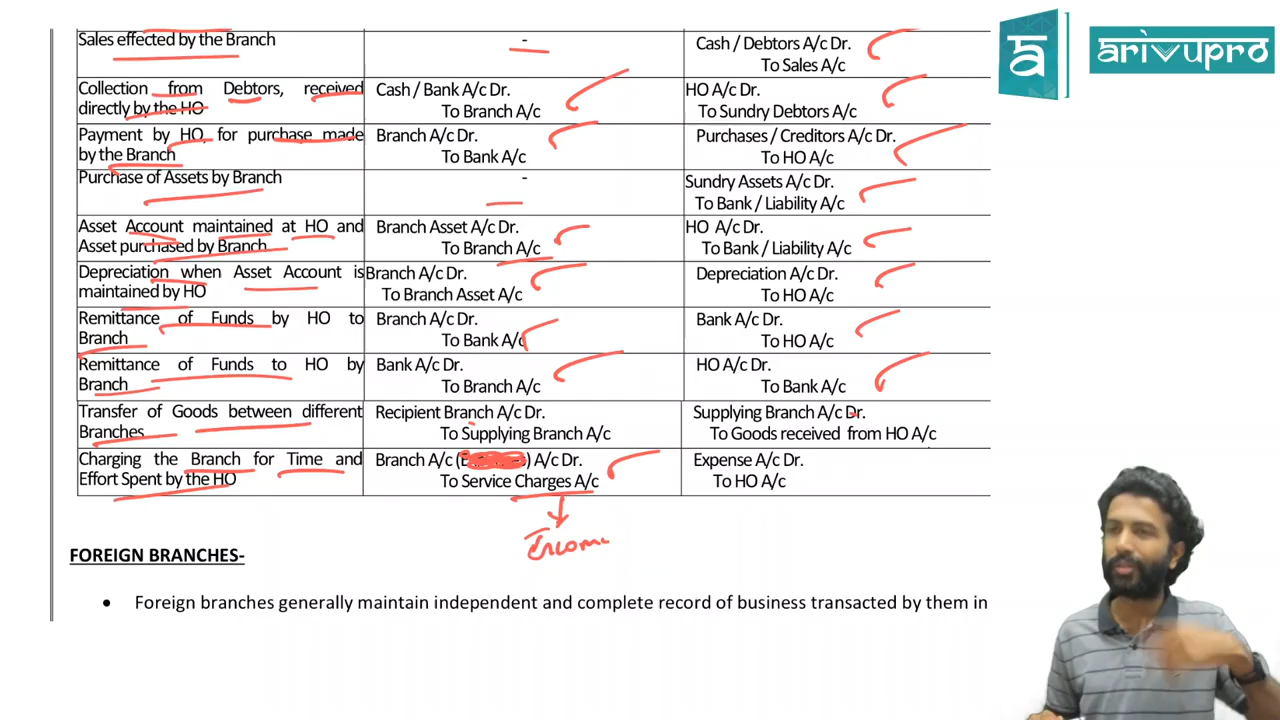 arivupro
Sales effected by the Branch - Cash / Debtors A/c Dr.
To Sales A/c
Collection from Debtors, received Cash / Bank A/c Dr. HO A/c Dr.
directly by the HO To Branch A/c To Sundry Debtors A/c
Payment by HO, for purchase made Branch A/c Dr. Purchases / Creditors A/c Dr.
by the Branch To Bank A/c To HO A/c
Purchase of Assets by Branch - Sundry Assets A/c Dr.
To Bank / Liability A/c
Asset Account maintained at HO and Branch Asset A/c Dr. HO A/c Dr.
Asset purchased by Branch To Branch A/c To Bank / Liability A/c
Depreciation when Asset Account is Branch A/c Dr. Depreciation A/c Dr.
maintained by HO To Branch Asset A/c To HO A/c
Remittance of Funds by HO to Branch A/c Dr. Bank A/c Dr.
Branch To Bank A/c To HO A/c
Remittance of Funds to HO by Bank A/c Dr. HO A/c Dr.
Branch To Branch A/c To Bank A/c
Transfer of Goods between different Recipient Branch A/c Dr. Supplying Branch A/c Dr.
Branches To Supplying Branch A/c To Goods received from HO A/c
Charging the Branch for Time and Branch A/c ( ) A/c Dr. Expense A/c Dr.
Effort Spent by the HO To Service Charges A/c To HO A/c
Income
FOREIGN BRANCHES-
• Foreign branches generally maintain independent and complete record of business transacted by them in